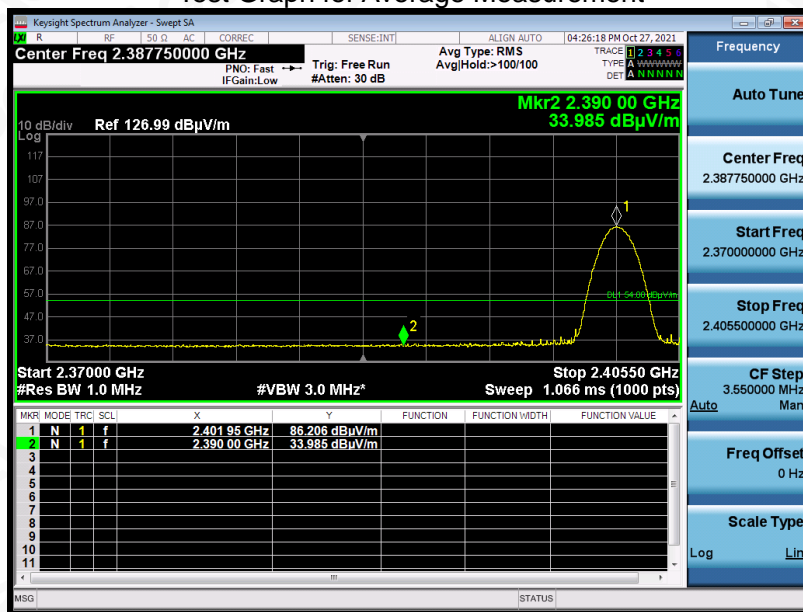 Test Graph for Average Measurement
Keysight Spectrum Analyzer - Swept SA
LXI R RF 50 Ω AC CORREC SENSE:INT ALIGN AUTO 04:26:18 PM Oct 27, 2021
Center Freq 2.387750000 GHz
PNO: Fast
IFGain:Low
Trig: Free Run
#Atten: 30 dB
Avg Type: RMS
Avg|Hold:>100/100
TRACE 1 2 3 4 5 6
TYPE A WWWWW
DET A N N N N N
Mkr2 2.390 00 GHz
33.985 dBµV/m
10 dB/div Ref 126.99 dBµV/m
Log
117
107
97.0
87.0
77.0
67.0
57.0
47.0
37.0
1
DL1 54.00 dBµV/m
2
Start 2.37000 GHz Stop 2.40550 GHz
#Res BW 1.0 MHz #VBW 3.0 MHz* Sweep 1.066 ms (1000 pts)
MKR MODE TRC SCL X Y FUNCTION FUNCTION WIDTH FUNCTION VALUE
1 N 1 f 2.401 95 GHz 86.206 dBµV/m
2 N 1 f 2.390 00 GHz 33.985 dBµV/m
3
4
5
6
7
8
9
10
11
MSG STATUS
Frequency
Auto Tune
Center Freq
2.387750000 GHz
Start Freq
2.370000000 GHz
Stop Freq
2.405500000 GHz
CF Step
3.550000 MHz
Auto Man
Freq Offset
0 Hz
Scale Type
Log Lin